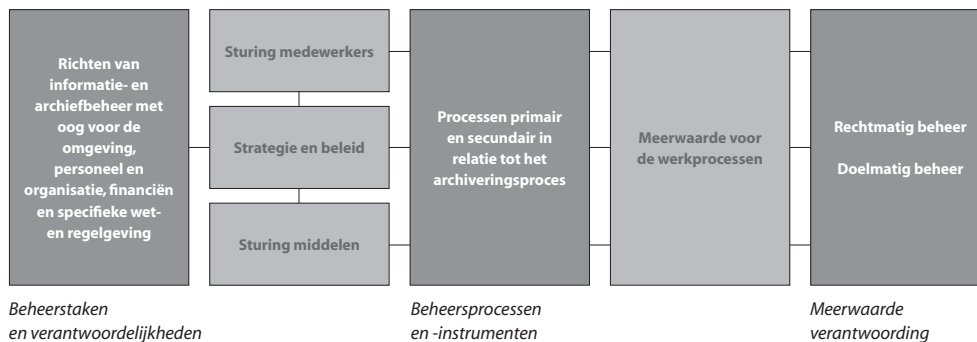 Richten van
informatie- en
archiefbeheer met
oog voor de
omgeving,
personeel en
organisatie, financiën
en specifieke wet-
en regelgeving
Sturing medewerkers
Strategie en beleid
Sturing middelen
Processen primair
en secundair in
relatie tot het
archiveringsproces
Meerwaarde voor
de werkprocessen
Rechtmatig beheer
Doelmatig beheer
Beheerstaken
en verantwoordelijkheden
Beheersprocessen
en -instrumenten
Meerwaarde
verantwoording